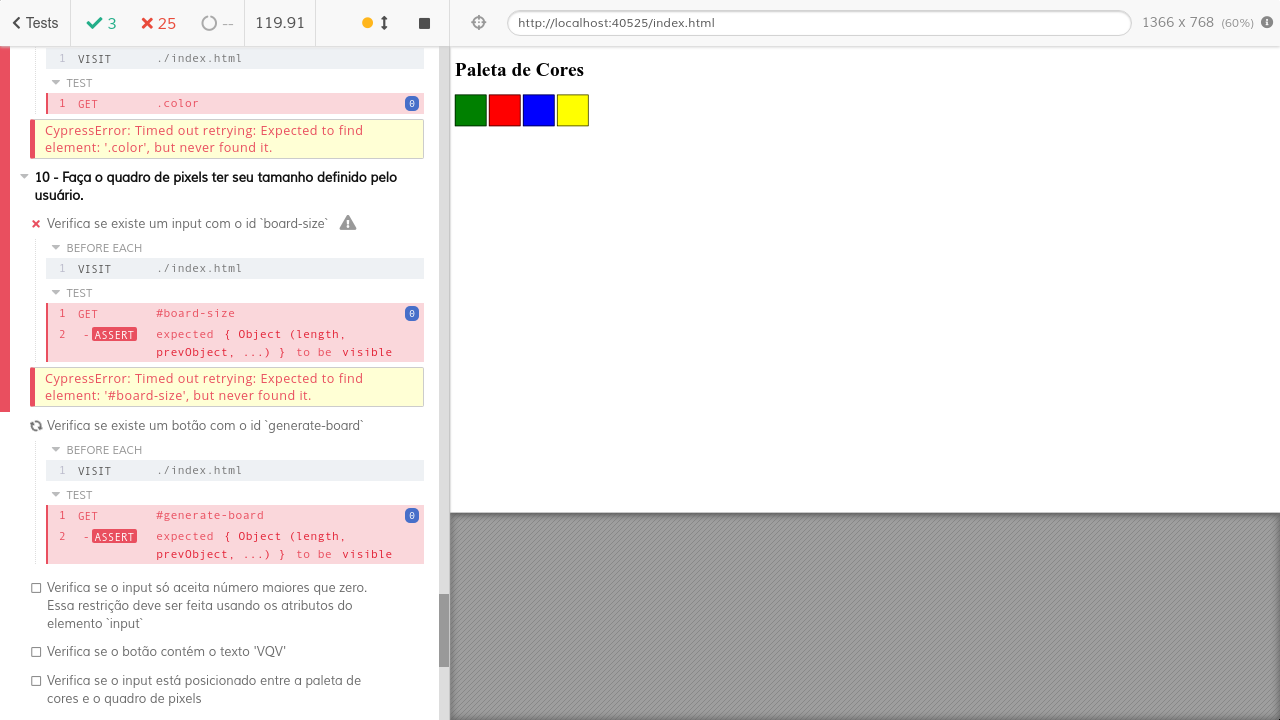 Tests 3 25 -- 119.91 http://localhost:40525/index.html 1366 x 768 (60%)
1 VISIT ./index.html
TEST
1 GET .color 0
CypressError: Timed out retrying: Expected to find
element: '.color', but never found it.
10 - Faça o quadro de pixels ter seu tamanho definido pelo
usuário.
Verifica se existe um input com o id `board-size`
BEFORE EACH
1 VISIT ./index.html
TEST
1 GET #board-size 0
2 -ASSERT expected { Object (length,
prevObject, ...) } to be visible
CypressError: Timed out retrying: Expected to find
element: '#board-size', but never found it.
Verifica se existe um botão com o id `generate-board`
BEFORE EACH
1 VISIT ./index.html
TEST
1 GET #generate-board 0
2 -ASSERT expected { Object (length,
prevObject, ...) } to be visible
Verifica se o input só aceita número maiores que zero.
Essa restrição deve ser feita usando os atributos do
elemento `input`
Verifica se o botão contém o texto 'VQV'
Verifica se o input está posicionado entre a paleta de
cores e o quadro de pixels
Paleta de Cores